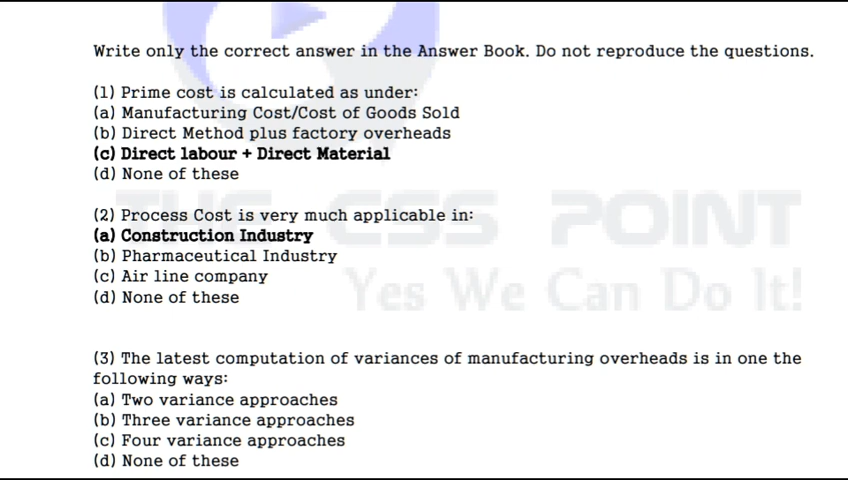 Write only the correct answer in the Answer Book. Do not reproduce the questions.
(1) Prime cost is calculated as under:
(a) Manufacturing Cost/Cost of Goods Sold
(b) Direct Method plus factory overheads
(c) Direct labour + Direct Material
(d) None of these
(2) Process Cost is very much applicable in:
(a) Construction Industry
(b) Pharmaceutical Industry
(c) Air line company
(d) None of these
THE CSS POINT
Yes We Can Do It!
(3) The latest computation of variances of manufacturing overheads is in one the
following ways:
(a) Two variance approaches
(b) Three variance approaches
(c) Four variance approaches
(d) None of these